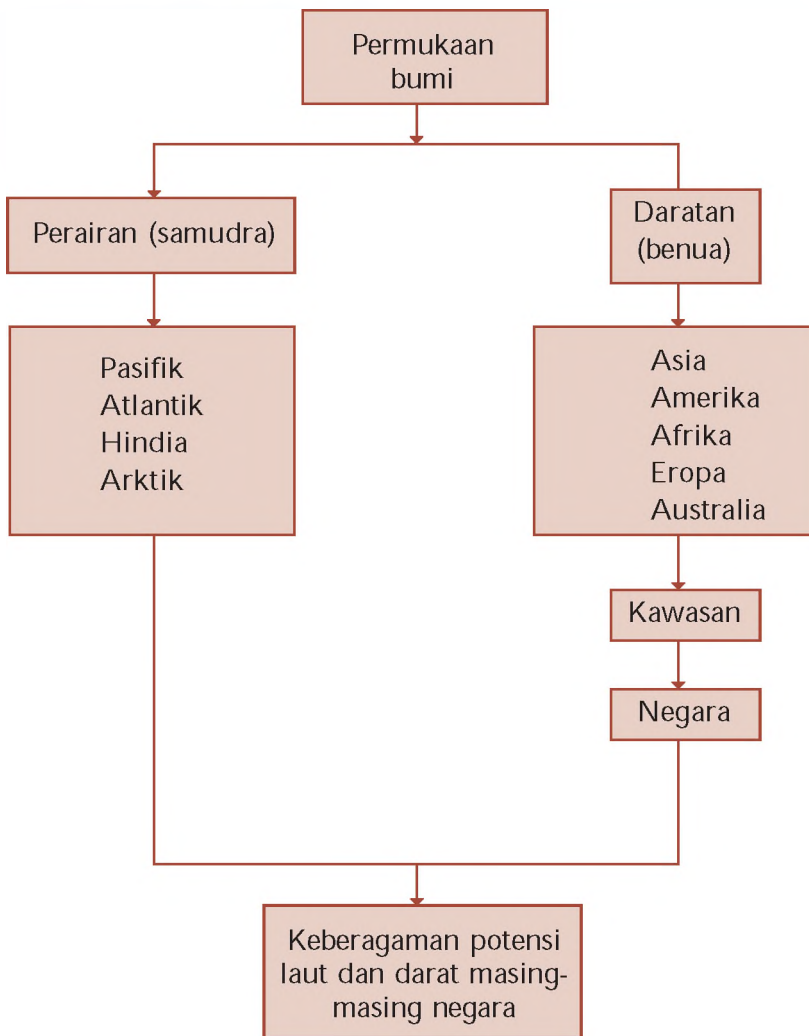 Permukaan
bumi
Perairan (samudra)
Daratan
(benua)
Pasifik
Atlantik
Hindia
Arktik
Asia
Amerika
Afrika
Eropa
Australia
Kawasan
Negara
Keberagaman potensi
laut dan darat masing-
masing negara